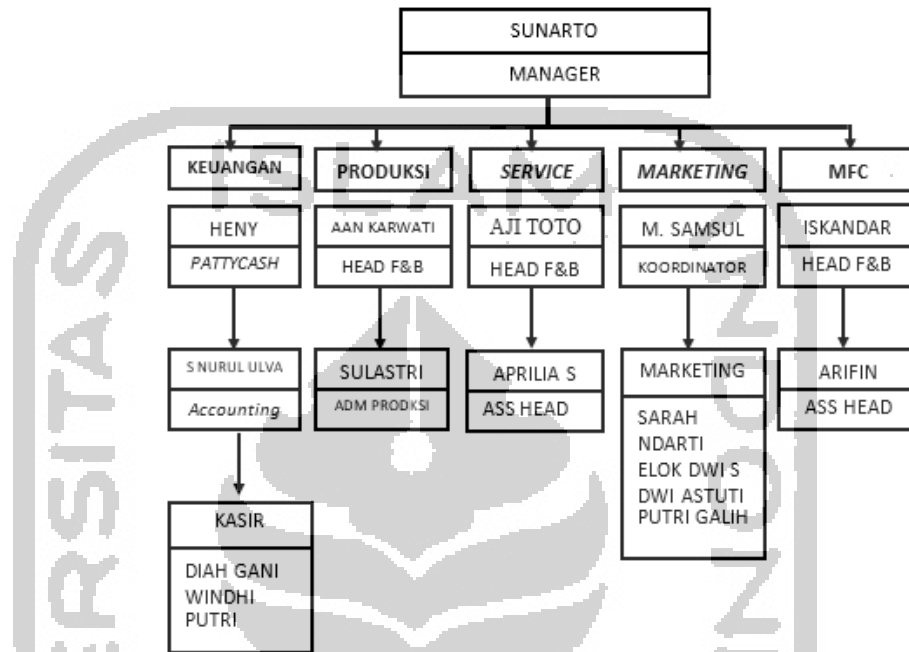 SUNARTO
MANAGER
KEUANGAN
PRODUKSI
SERVICE
MARKETING
MFC
HENY
PATTYCASH
AAN KARWATI
HEAD F&B
AJI TOTO
HEAD F&B
M. SAMSUL
KOORDINATOR
ISKANDAR
HEAD F&B
S NURUL ULVA
Accounting
SULASTRI
ADM PRODKSI
APRILIA S
ASS HEAD
MARKETING
SARAH
NDARTI
ELOK DWI S
DWI ASTUTI
PUTRI GALIH
ARIFIN
ASS HEAD
KASIR
DIAH GANI
WINDHI
PUTRI
ISLAM